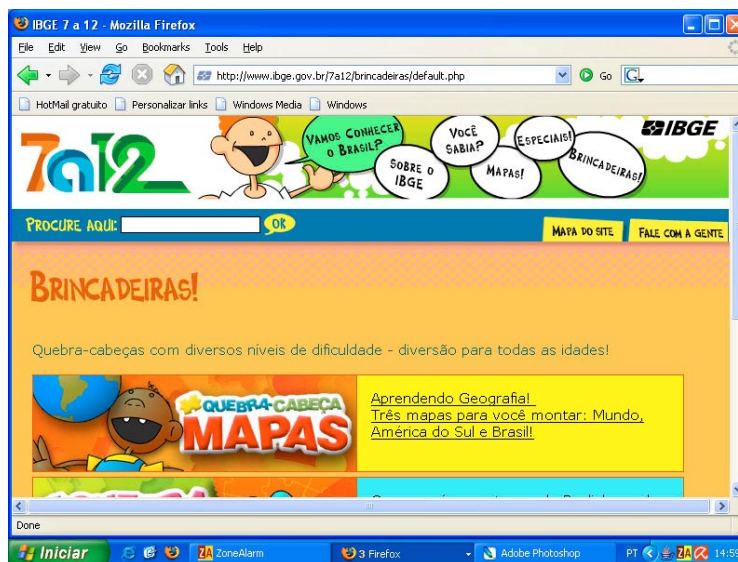 IBGE 7 a 12 - Mozilla Firefox
File Edit View Go Bookmarks Tools Help
http://www.ibge.gov.br/7a12/brincadeiras/default.php Go G
HotMail gratuito Personalizar links Windows Media Windows
7a12
VAMOS CONHECER
O BRASIL?
SOBRE O
IBGE
VOCÊ
SABIA?
MAPAS!
ESPECIAIS!
BRINCADEIRAS!
IBGE
PROCURE AQUI: OK MAPA DO SITE FALE COM A GENTE
BRINCADEIRAS!
Quebra-cabeças com diversos níveis de dificuldade - diversão para todas as idades!
QUEBRA-CABEÇA
MAPAS
Aprendendo Geografia!
Três mapas para você montar: Mundo,
América do Sul e Brasil!
Done
Iniciar ZA ZoneAlarm 3 Firefox Adobe Photoshop PT ZA 14:59